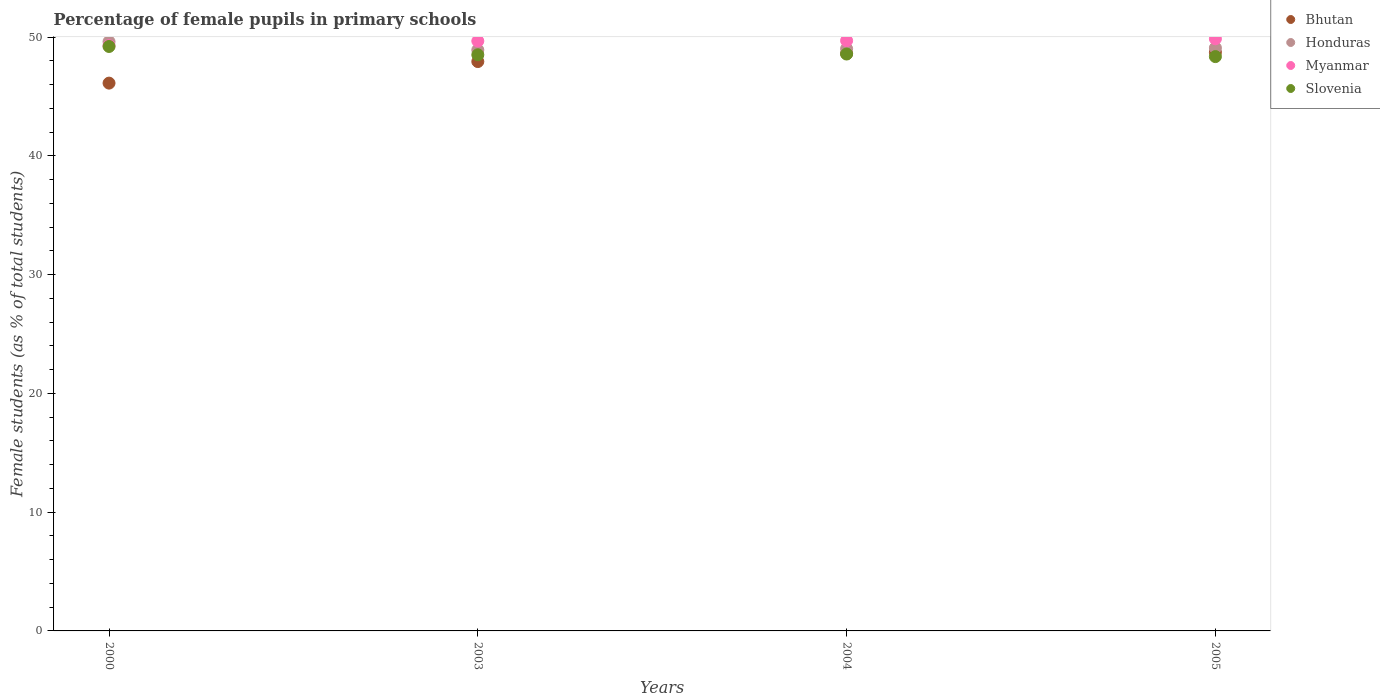 Percentage of female pupils in primary schools
Bhutan
Honduras
Myanmar
Slovenia
Female students (as % of total students)
50
40
30
20
10
0
2000
2003
2004
2005
Years